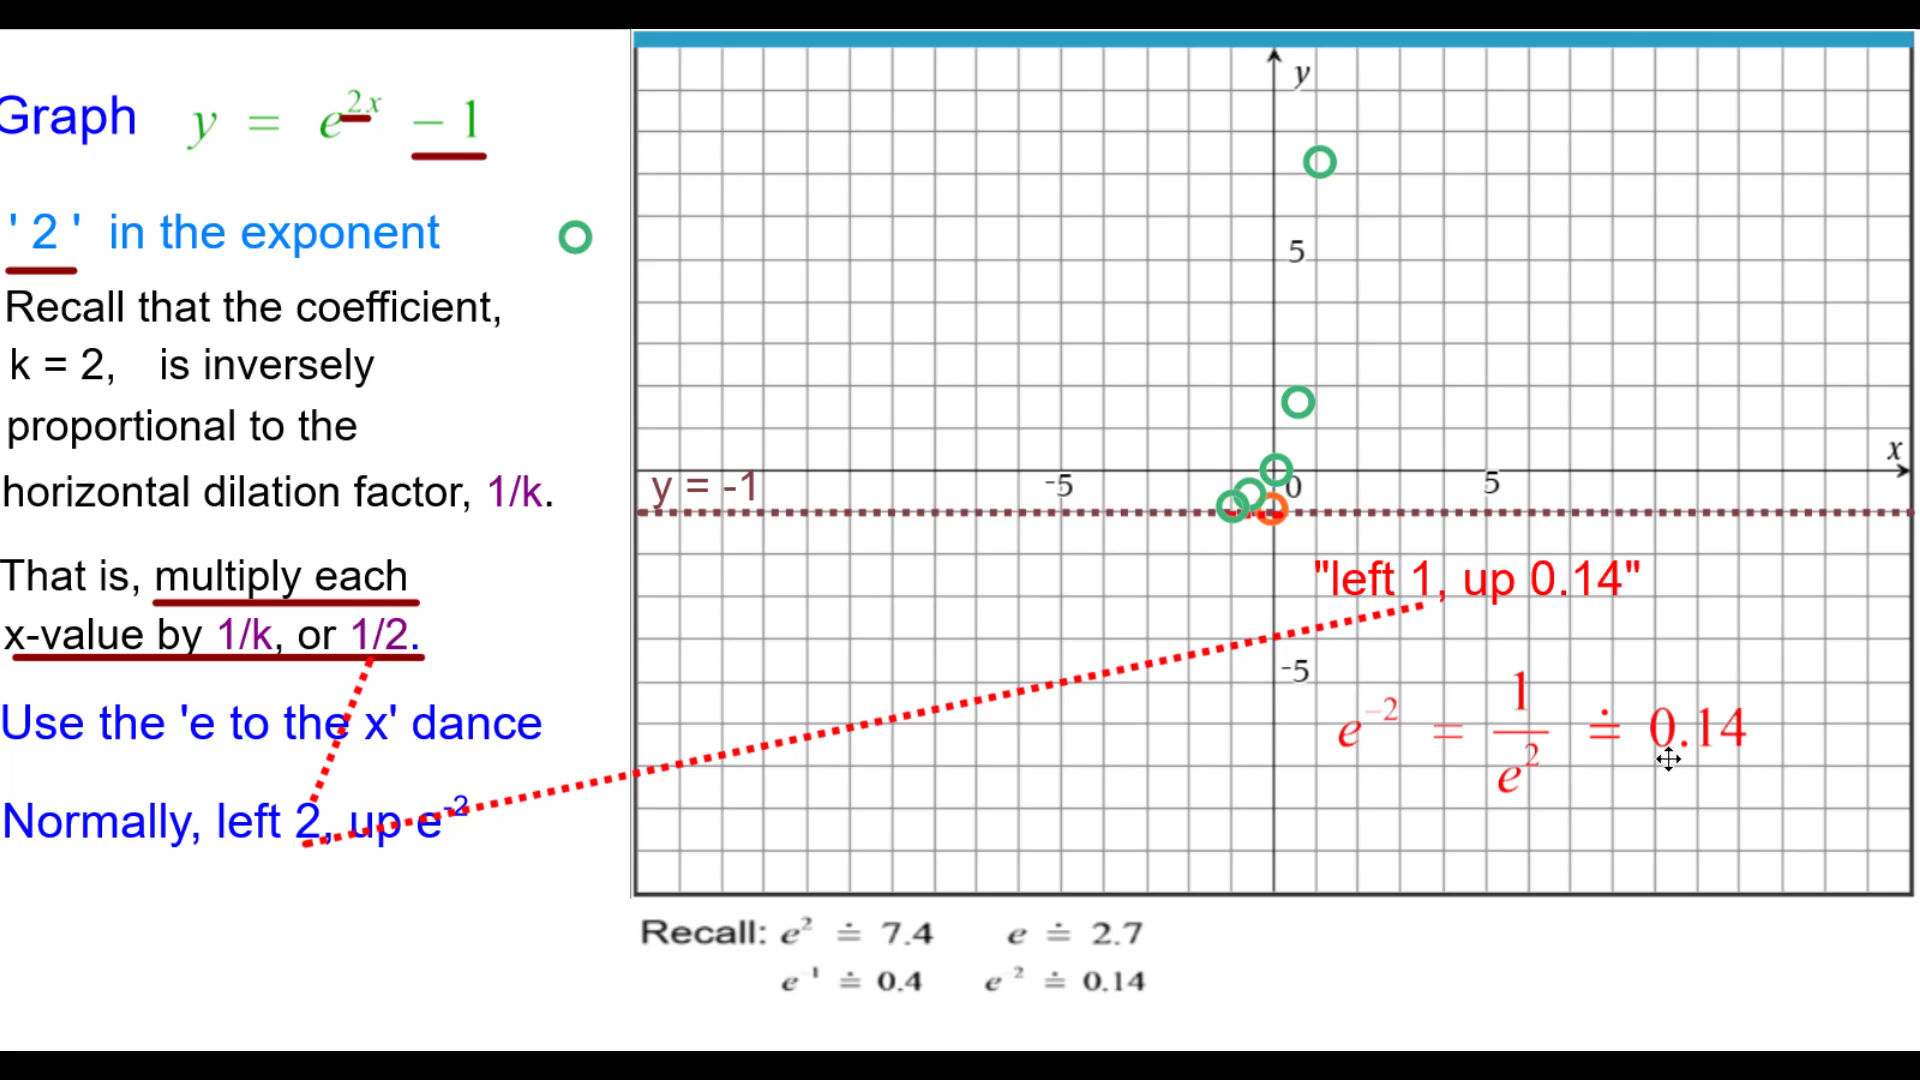 Graph y = e^{2x} - 1
' 2 ' in the exponent
Recall that the coefficient,
k = 2, is inversely
proportional to the
horizontal dilation factor, 1/k.
That is, multiply each
x-value by 1/k, or 1/2.
Use the 'e to the x' dance
Normally, left 2, up e^{-2}
y
5
x
y = -1
-5
0
5
"left 1, up 0.14"
-5
e^{-2} = 1/e^2 ≐ 0.14
Recall: e^2 ≐ 7.4 e ≐ 2.7
e^{-1} ≐ 0.4 e^{-2} ≐ 0.14